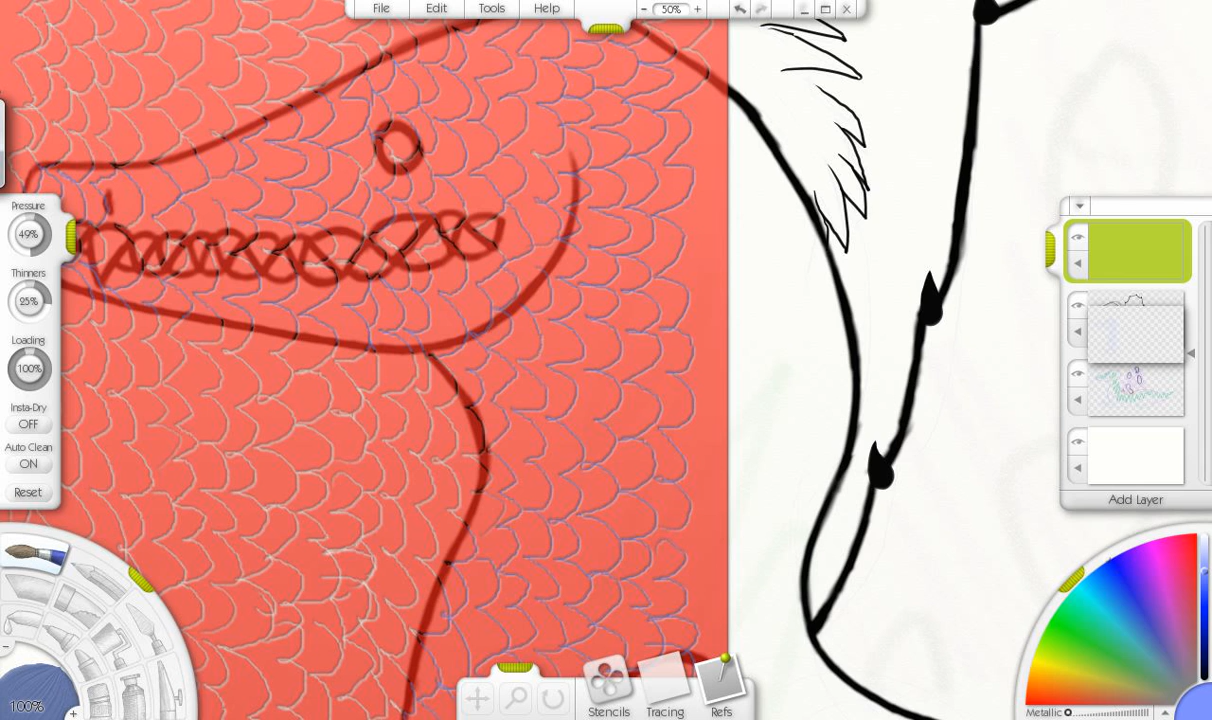 File Edit Tools Help
50%
Pressure
49%
Thinners
25%
Loading
100%
Insta-Dry
OFF
Auto Clean
ON
Reset
Add Layer
100%
Stencils Tracing Refs
Metallic